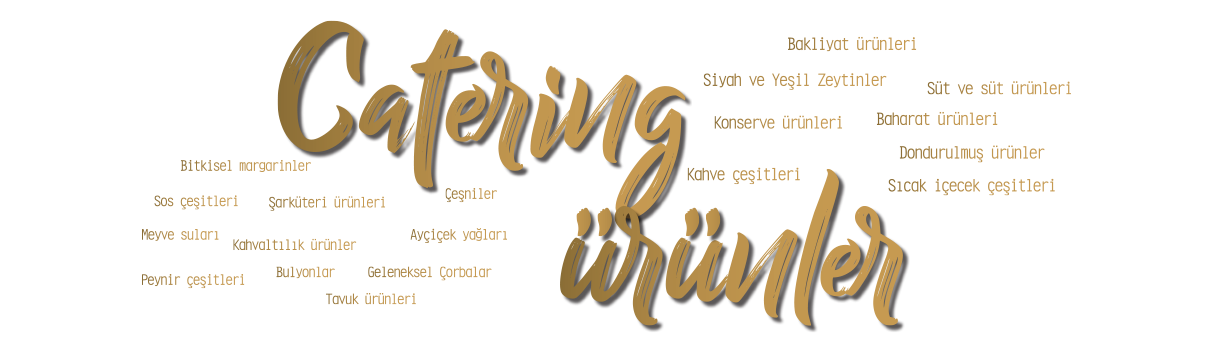 Catering
ürünler
Bakliyat ürünleri
Siyah ve Yeşil Zeytinler
Süt ve süt ürünleri
Konserve ürünleri
Baharat ürünleri
Dondurulmuş ürünler
Kahve çeşitleri
Sıcak içecek çeşitleri
Bitkisel margarinler
Sos çeşitleri
Şarküteri ürünleri
Çeşniler
Meyve suları
Kahvaltılık ürünler
Ayçiçek yağları
Peynir çeşitleri
Bulyonlar
Geleneksel Çorbalar
Tavuk ürünleri